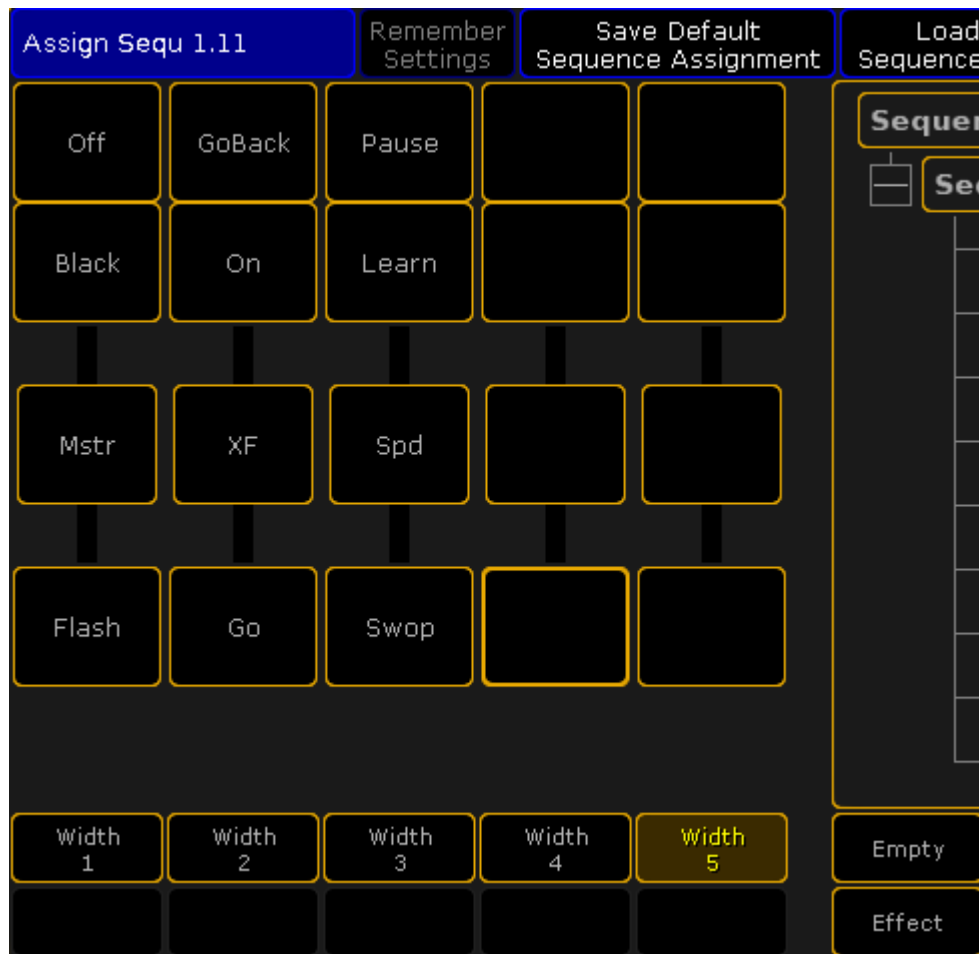 Assign Sequ 1.11
Remember
Settings
Save Default
Sequence Assignment
Load
Sequence
Off
GoBack
Pause
Black
On
Learn
Mstr
XF
Spd
Flash
Go
Swop
Width
1
Width
2
Width
3
Width
4
Width
5
Empty
Effect